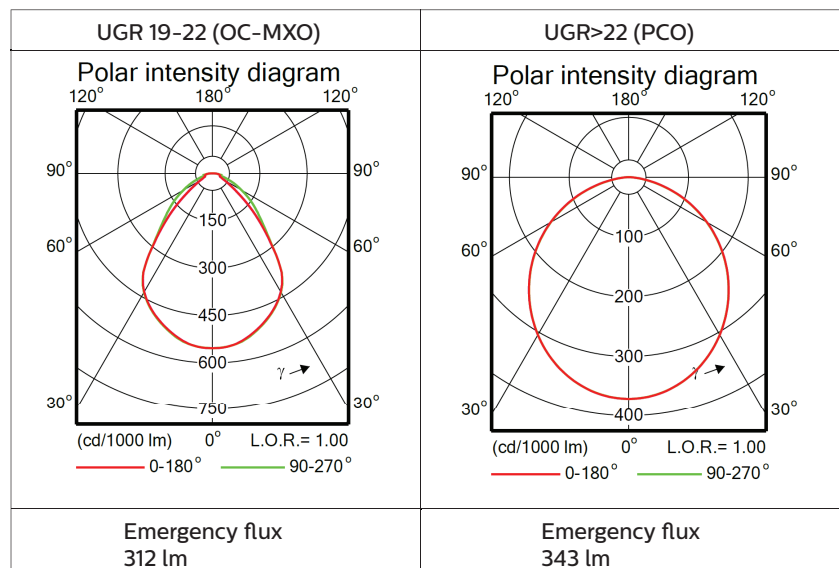 UGR 19-22 (OC-MXO)
Polar intensity diagram
120° 180° 120°
90° 90°
150
60° 60°
300
450
600
γ
30° 750 30°
(cd/1000 lm) 0° L.O.R.= 1.00
0-180° 90-270°
Emergency flux
312 lm
UGR>22 (PCO)
Polar intensity diagram
120° 180° 120°
90° 90°
100
60° 60°
200
300
γ
30° 400 30°
(cd/1000 lm) 0° L.O.R.= 1.00
0-180° 90-270°
Emergency flux
343 lm